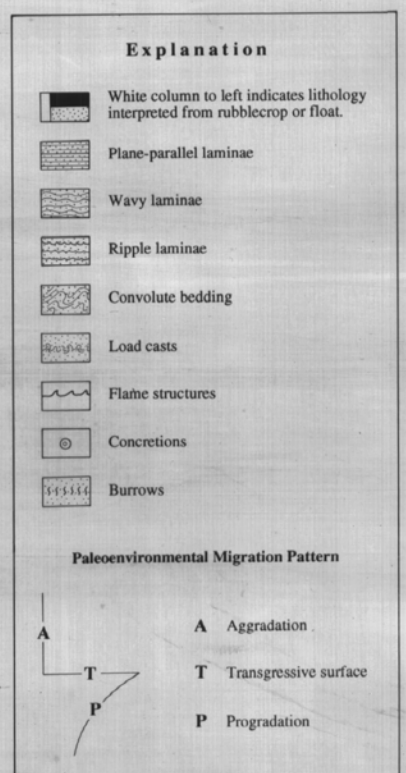 Explanation
White column to left indicates lithology
interpreted from rubblecrop or float.
Plane-parallel laminae
Wavy laminae
Ripple laminae
Convolute bedding
Load casts
Flame structures
Concretions
Burrows
Paleoenvironmental Migration Pattern
A
A Aggradation
T
T Transgressive surface
P
P Progradation